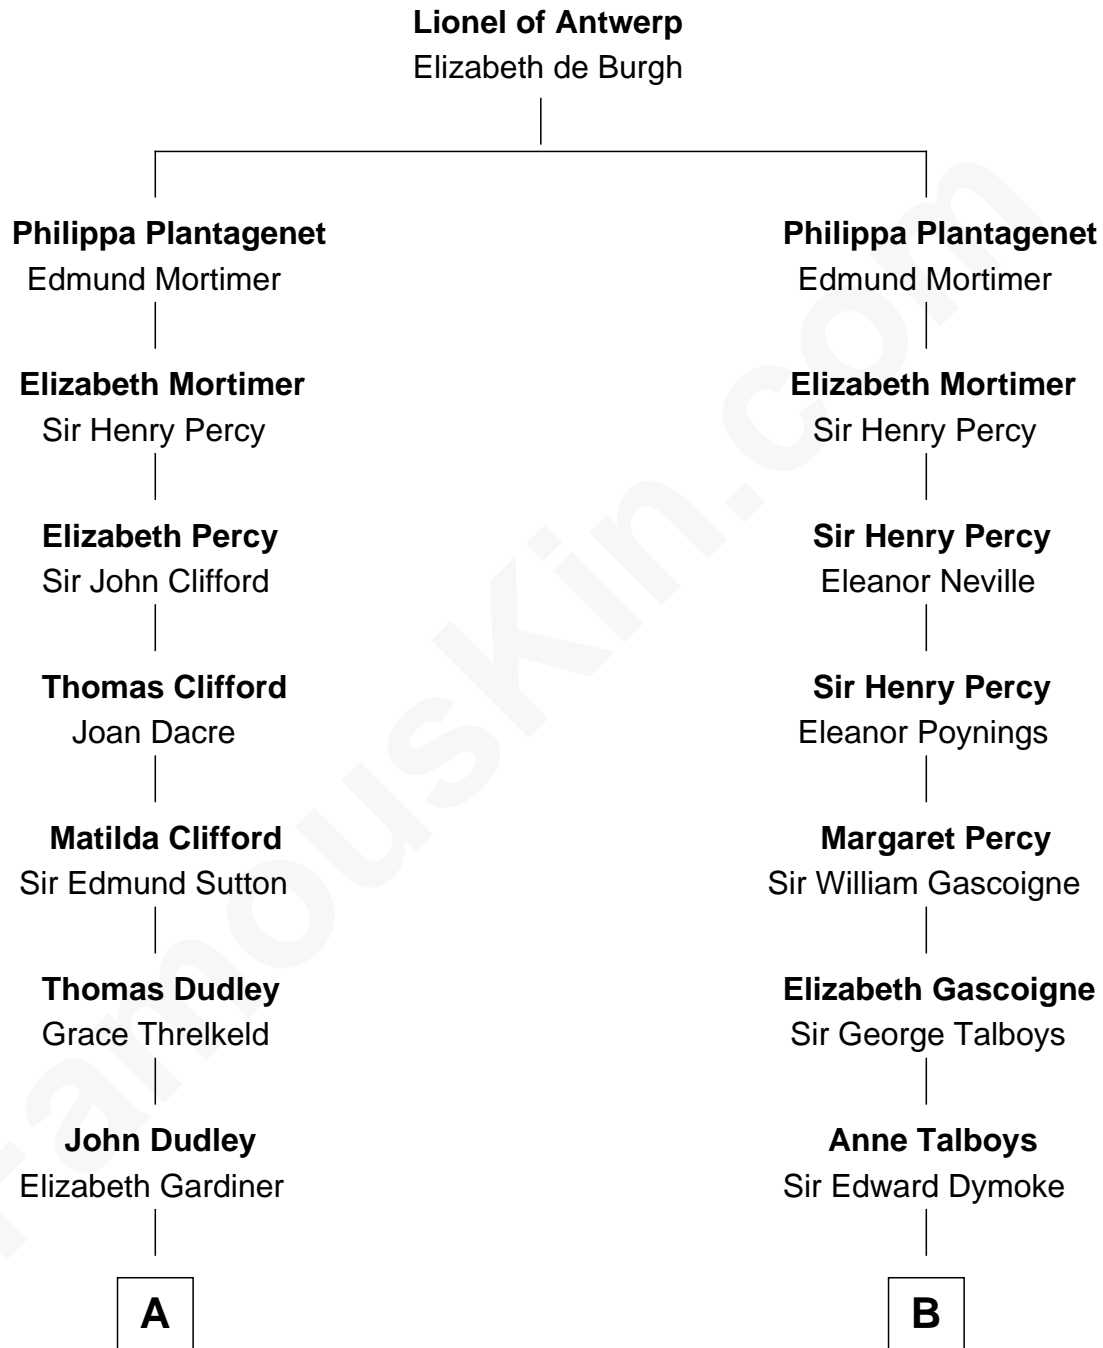 Lionel of Antwerp
Elizabeth de Burgh
Philippa Plantagenet
Edmund Mortimer
Elizabeth Mortimer
Sir Henry Percy
Elizabeth Percy
Sir John Clifford
Thomas Clifford
Joan Dacre
Matilda Clifford
Sir Edmund Sutton
Thomas Dudley
Grace Threlkeld
John Dudley
Elizabeth Gardiner
A
Philippa Plantagenet
Edmund Mortimer
Elizabeth Mortimer
Sir Henry Percy
Sir Henry Percy
Eleanor Neville
Sir Henry Percy
Eleanor Poynings
Margaret Percy
Sir William Gascoigne
Elizabeth Gascoigne
Sir George Talboys
Anne Talboys
Sir Edward Dymoke
B
FamousKin.com